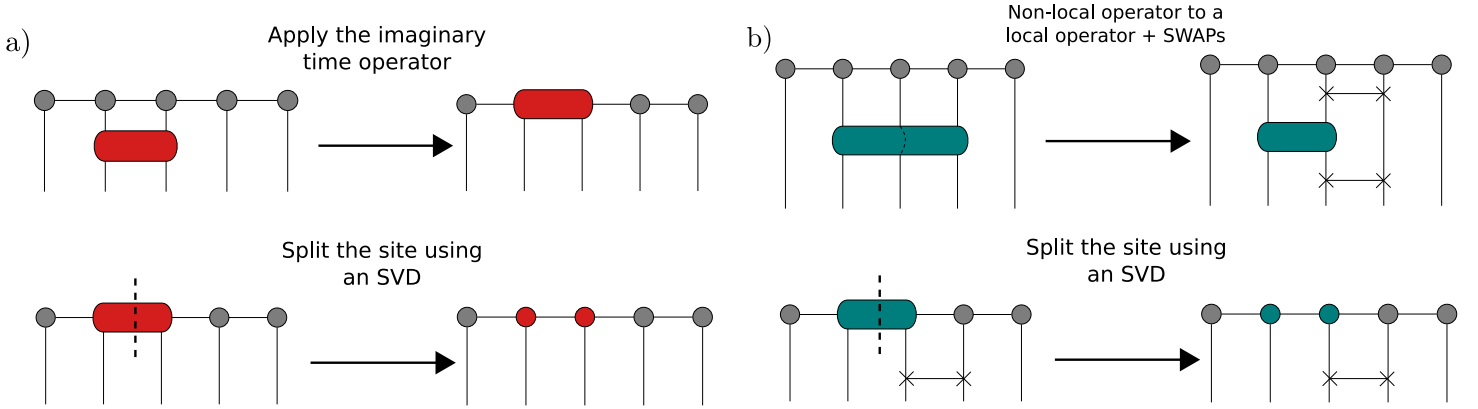 a)
Apply the imaginary
time operator
Split the site using
an SVD
b)
Non-local operator to a
local operator + SWAPs
Split the site using
an SVD